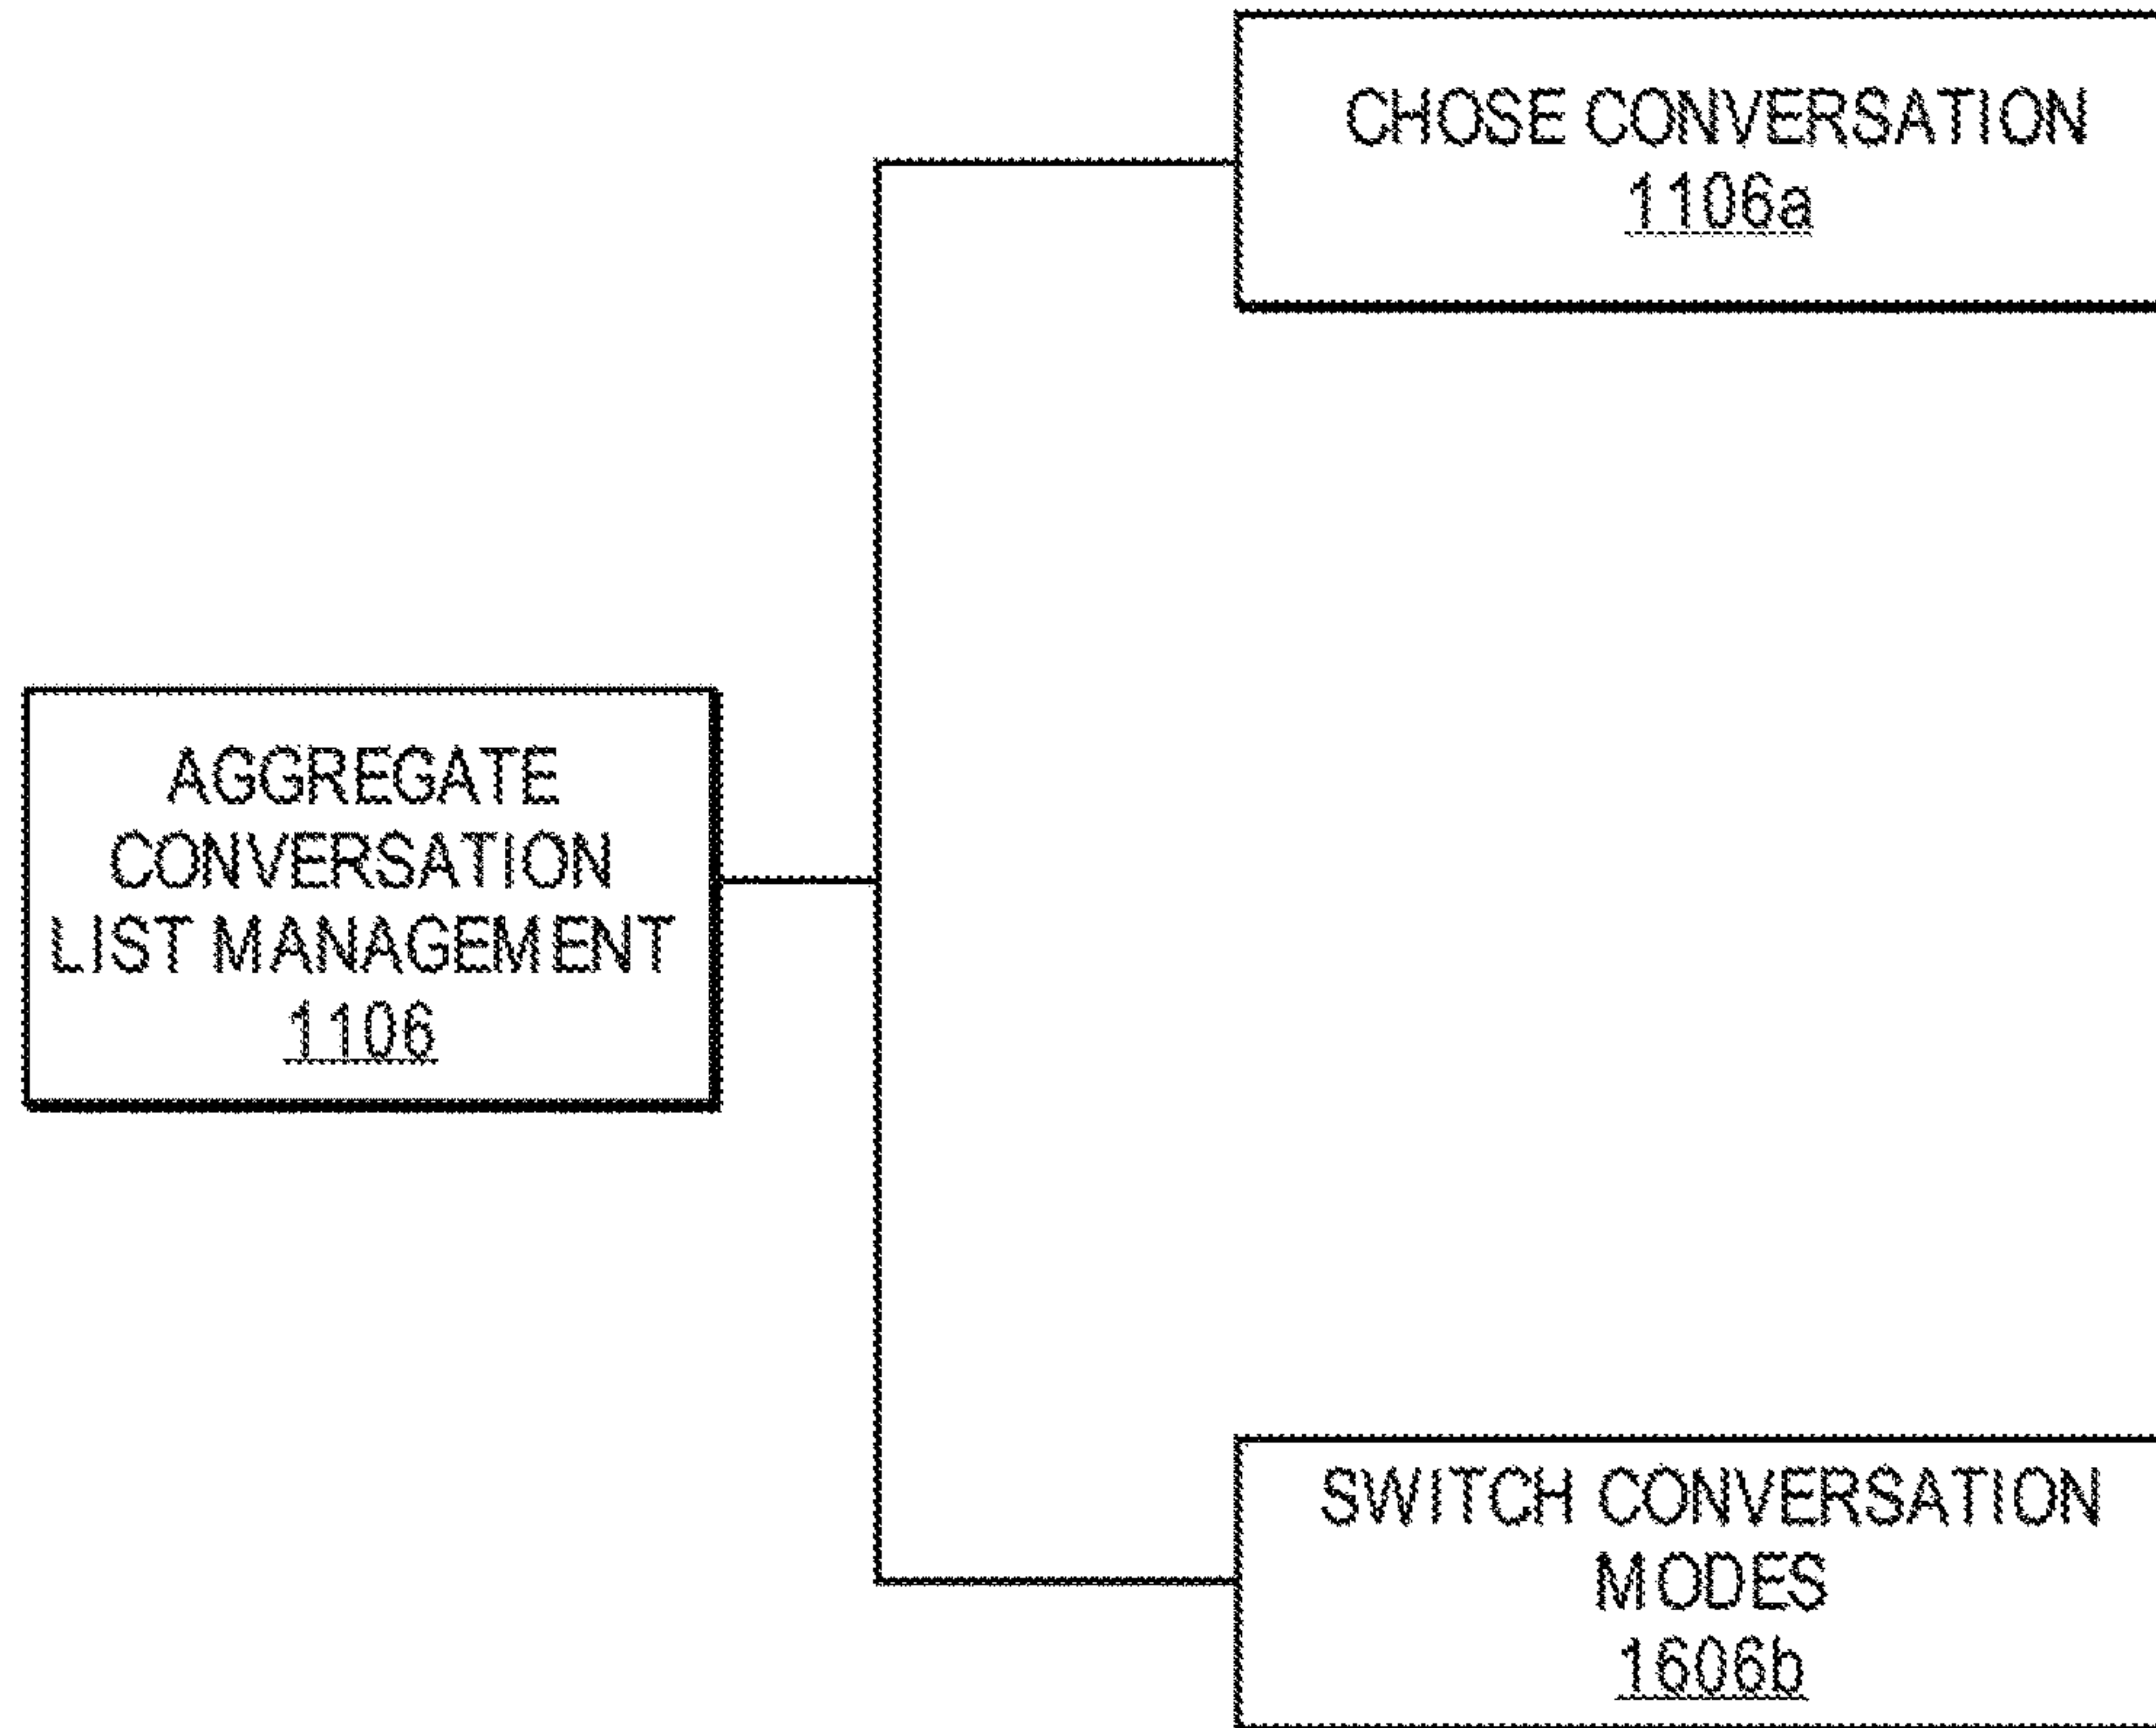 CHOSE CONVERSATION
1106a
AGGREGATE
CONVERSATION
LIST MANAGEMENT
1106
SWITCH CONVERSATION
MODES
1606b